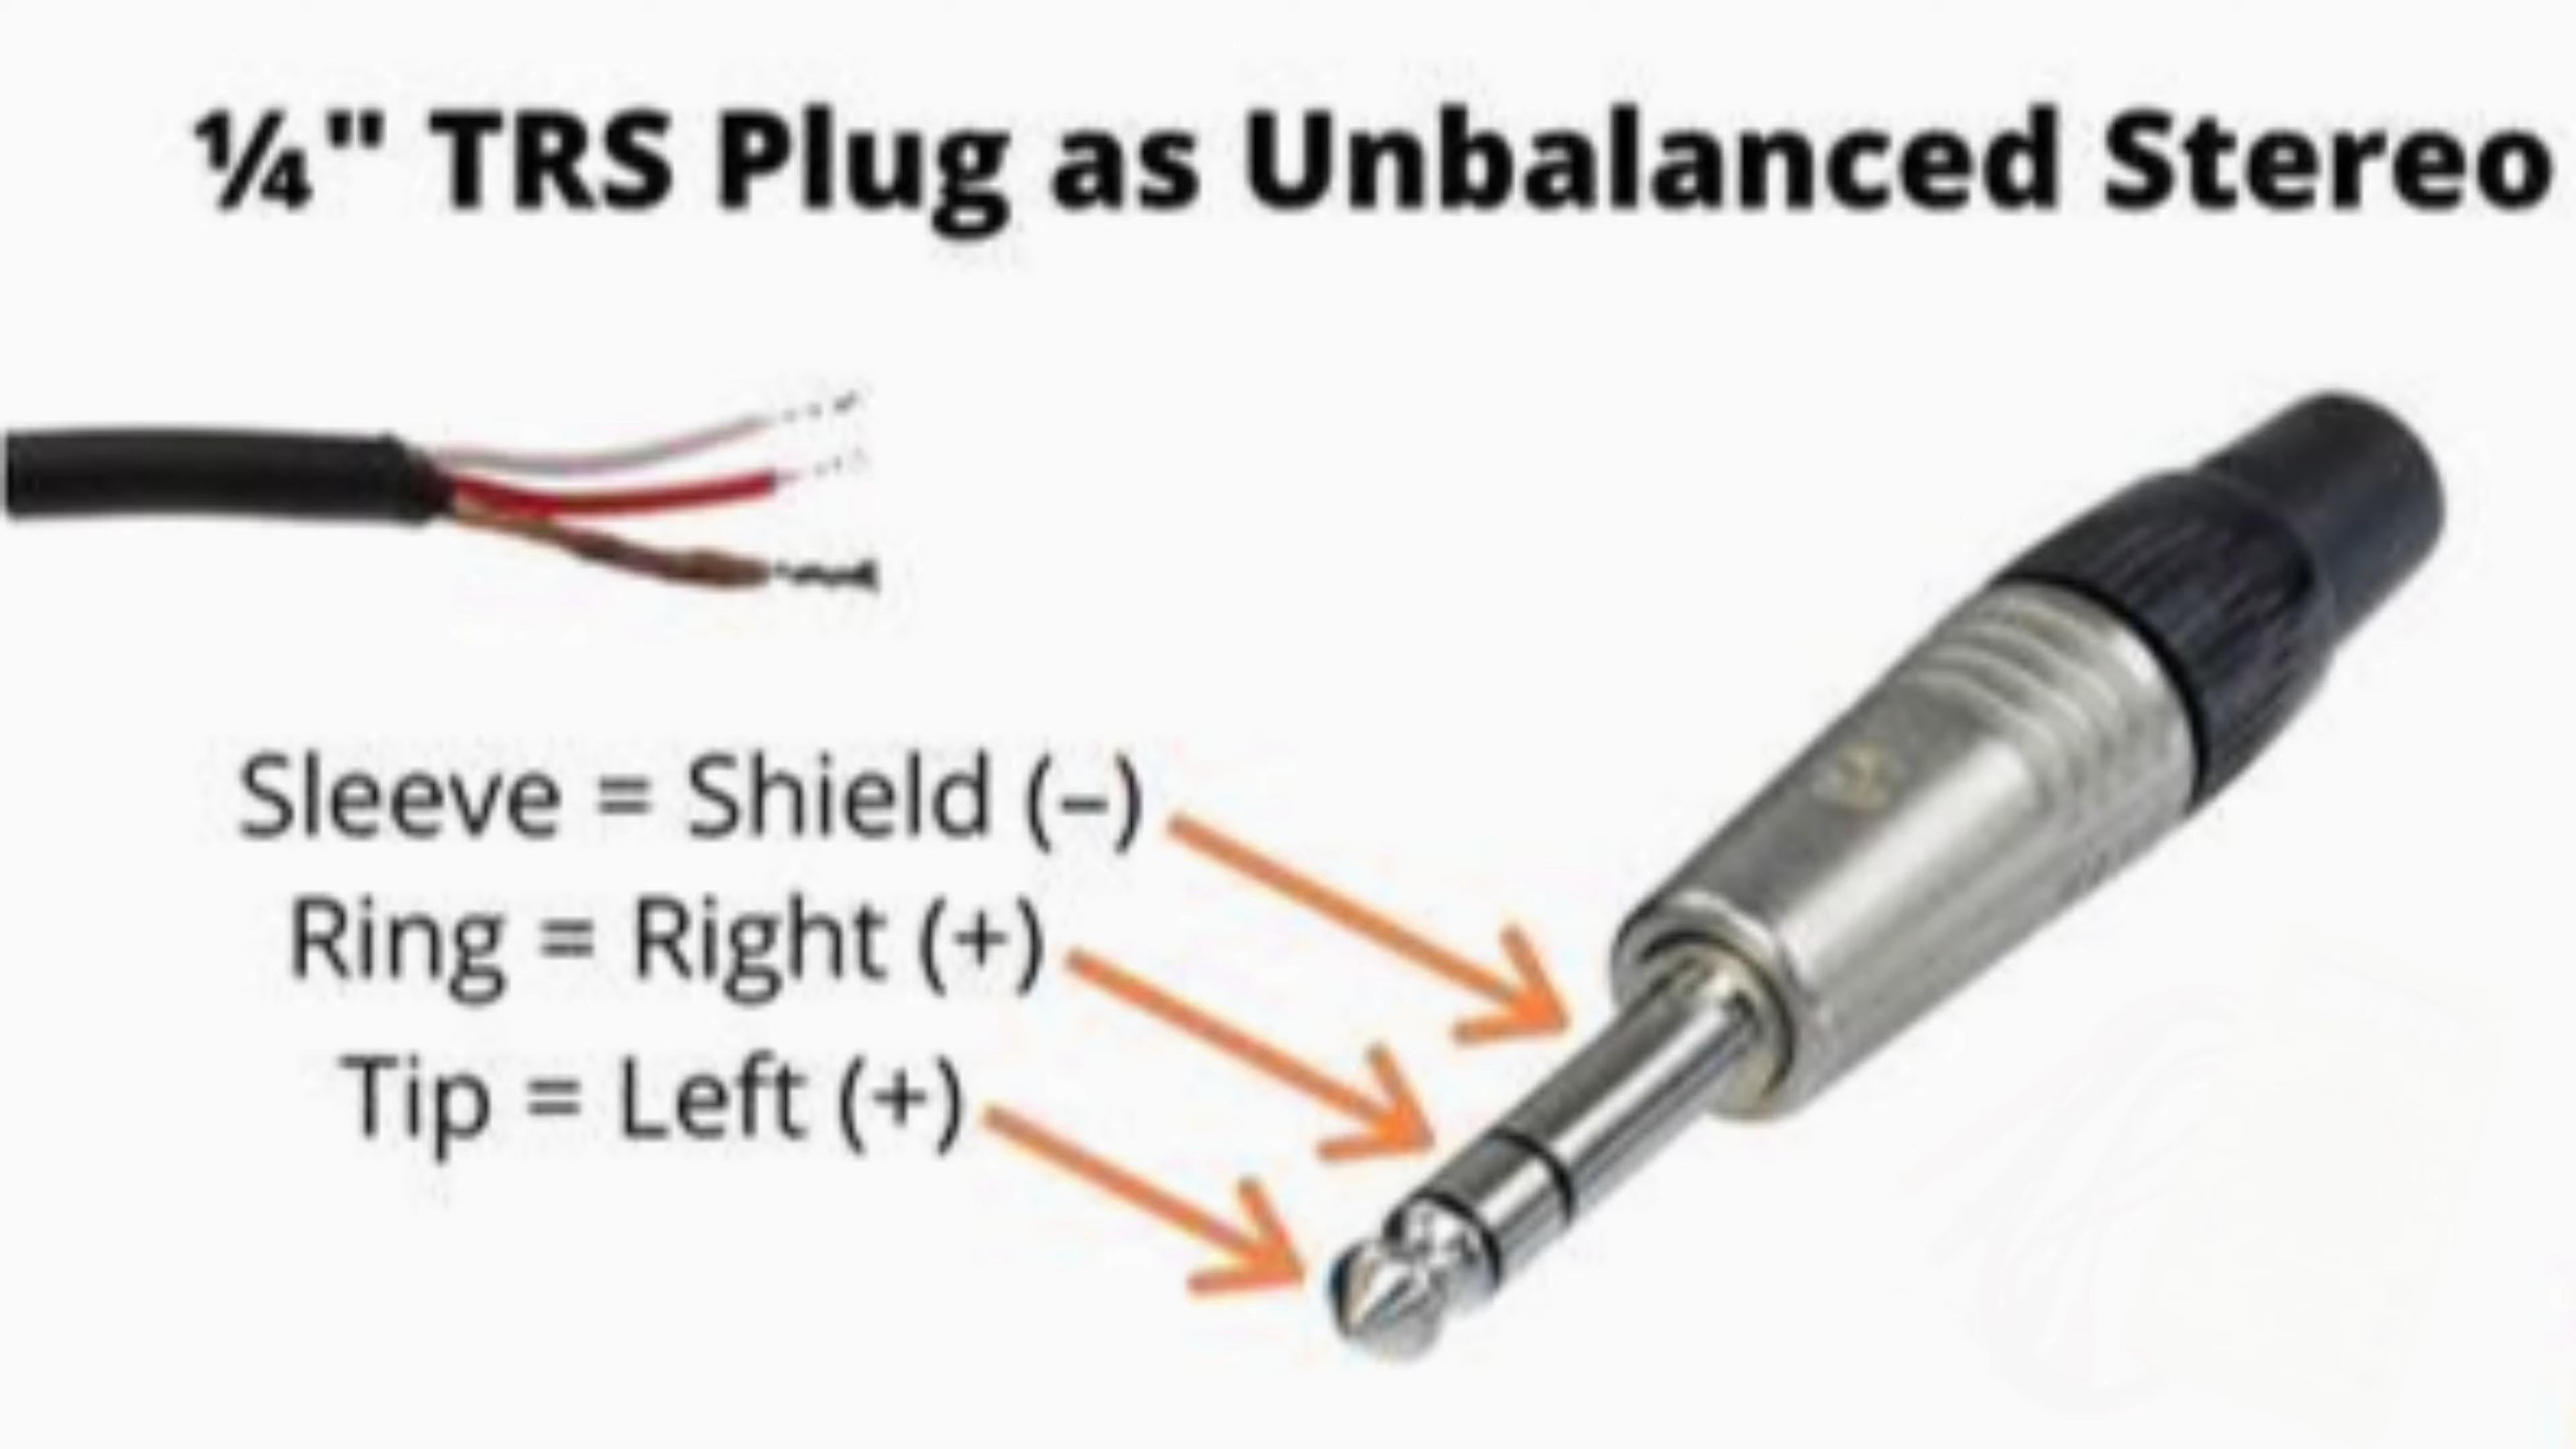 ¼" TRS Plug as Unbalanced Stereo
Sleeve = Shield (–)
Ring = Right (+)
Tip = Left (+)